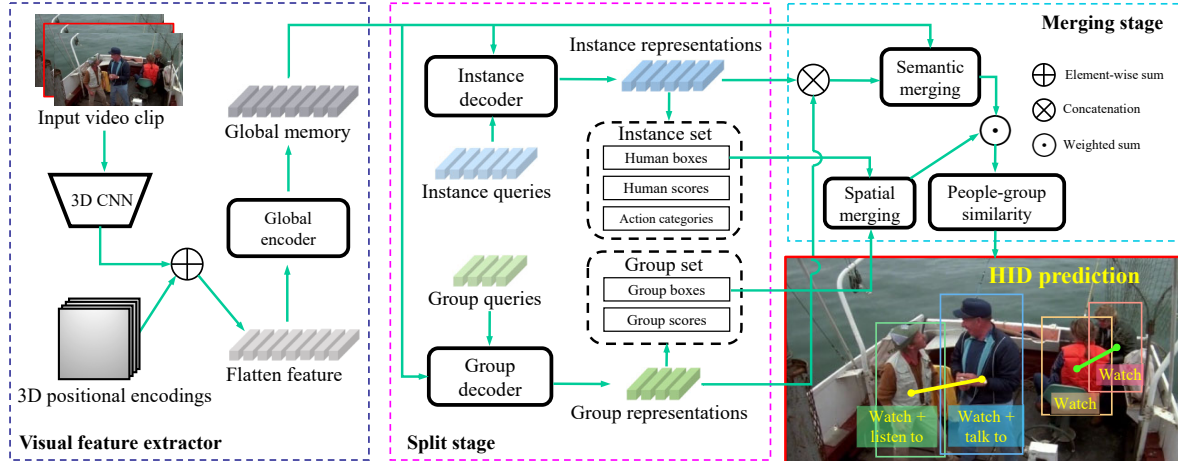 Input video clip
3D CNN
3D positional encodings
Global memory
Global
encoder
Flatten feature
Visual feature extractor
Instance
decoder
Instance queries
Group queries
Group
decoder
Split stage
Instance representations
Instance set
Human boxes
Human scores
Action categories
Group set
Group boxes
Group scores
Group representations
Merging stage
Semantic
merging
Spatial
merging
People-group
similarity
Element-wise sum
Concatenation
Weighted sum
HID prediction
Watch +
listen to
Watch +
talk to
Watch
Watch